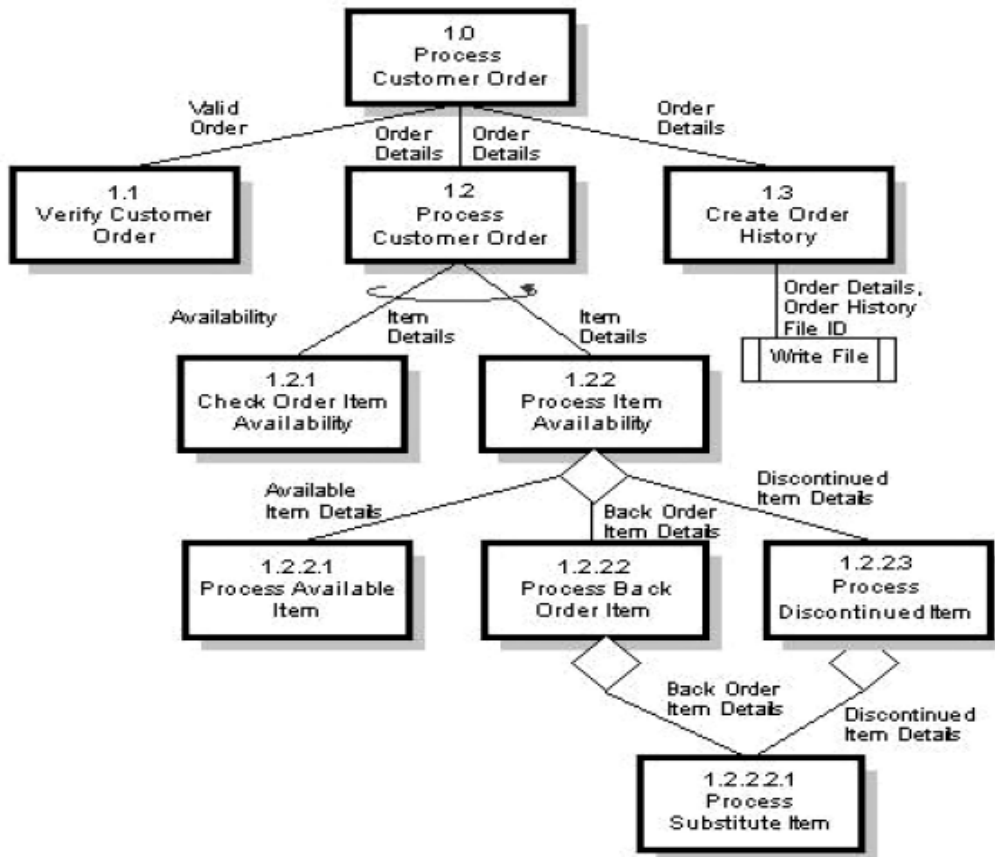 1.0
Process
Customer Order
Valid
Order
Order
Details
Order
Details
Order
Details
1.1
Verify Customer
Order
1.2
Process
Customer Order
1.3
Create Order
History
Availability
Item
Details
Item
Details
Order Details,
Order History
File ID
Write File
1.2.1
Check Order Item
Availability
1.2.2
Process Item
Availability
Available
Item Details
Back Order
Item Details
Discontinued
Item Details
1.2.2.1
Process Available
Item
1.2.2.2
Process Back
Order Item
1.2.2.3
Process
Discontinued Item
Back Order
Item Details
Discontinued
Item Details
1.2.2.2.1
Process
Substitute Item